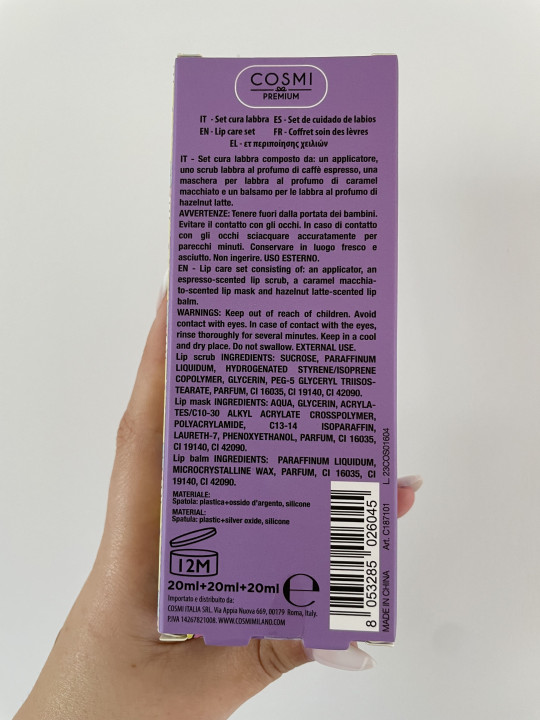 COSMI
PREMIUM
IT - Set cura labbra ES - Set de cuidado de labios
EN - Lip care set FR - Coffret soin des lèvres
EL - ετ περιποίησης χειλιών
IT - Set cura labbra composto da: un applicatore,
uno scrub labbra al profumo di caffè espresso, una
maschera per labbra al profumo di caramel
macchiato e un balsamo per le labbra al profumo di
hazelnut latte.
AVVERTENZE: Tenere fuori dalla portata dei bambini.
Evitare il contatto con gli occhi. In caso di contatto
con gli occhi sciacquare accuratamente per
parecchi minuti. Conservare in luogo fresco e
asciutto. Non ingerire. USO ESTERNO.
EN - Lip care set consisting of: an applicator, an
espresso-scented lip scrub, a caramel macchia-
to-scented lip mask and hazelnut latte-scented lip
balm.
WARNINGS: Keep out of reach of children. Avoid
contact with eyes. In case of contact with the eyes,
rinse thoroughly for several minutes. Keep in a cool
and dry place. Do not swallow. EXTERNAL USE.
Lip scrub INGREDIENTS: SUCROSE, PARAFFINUM
LIQUIDUM, HYDROGENATED STYRENE/ISOPRENE
COPOLYMER, GLYCERIN, PEG-5 GLYCERYL TRIISOS-
TEARATE, PARFUM, CI 16035, CI 19140, CI 42090.
Lip mask INGREDIENTS: AQUA, GLYCERIN, ACRYLA-
TES/C10-30 ALKYL ACRYLATE CROSSPOLYMER,
POLYACRYLAMIDE, C13-14 ISOPARAFFIN,
LAURETH-7, PHENOXYETHANOL, PARFUM, CI 16035,
CI 19140, CI 42090.
Lip balm INGREDIENTS: PARAFFINUM LIQUIDUM,
MICROCRYSTALLINE WAX, PARFUM, CI 16035, CI
19140, CI 42090.
MATERIALE:
Spatola: plastica+ossido d'argento, silicone
MATERIAL:
Spatula: plastic+silver oxide, silicone
12M
20ml+20ml+20ml
Importato e distribuito da:
COSMI ITALIA SRL, Via Appia Nuova 669, 00179 Roma, Italy.
P.IVA 14267821008. WWW.COSMIMILAND.COM
8 053285 026045
MADE IN CHINA Art. C187101 L. 23COS01604